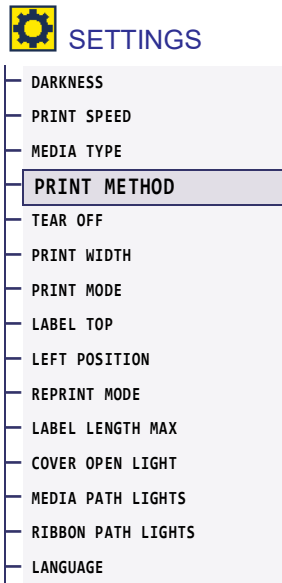 SETTINGS
DARKNESS
PRINT SPEED
MEDIA TYPE
PRINT METHOD
TEAR OFF
PRINT WIDTH
PRINT MODE
LABEL TOP
LEFT POSITION
REPRINT MODE
LABEL LENGTH MAX
COVER OPEN LIGHT
MEDIA PATH LIGHTS
RIBBON PATH LIGHTS
LANGUAGE